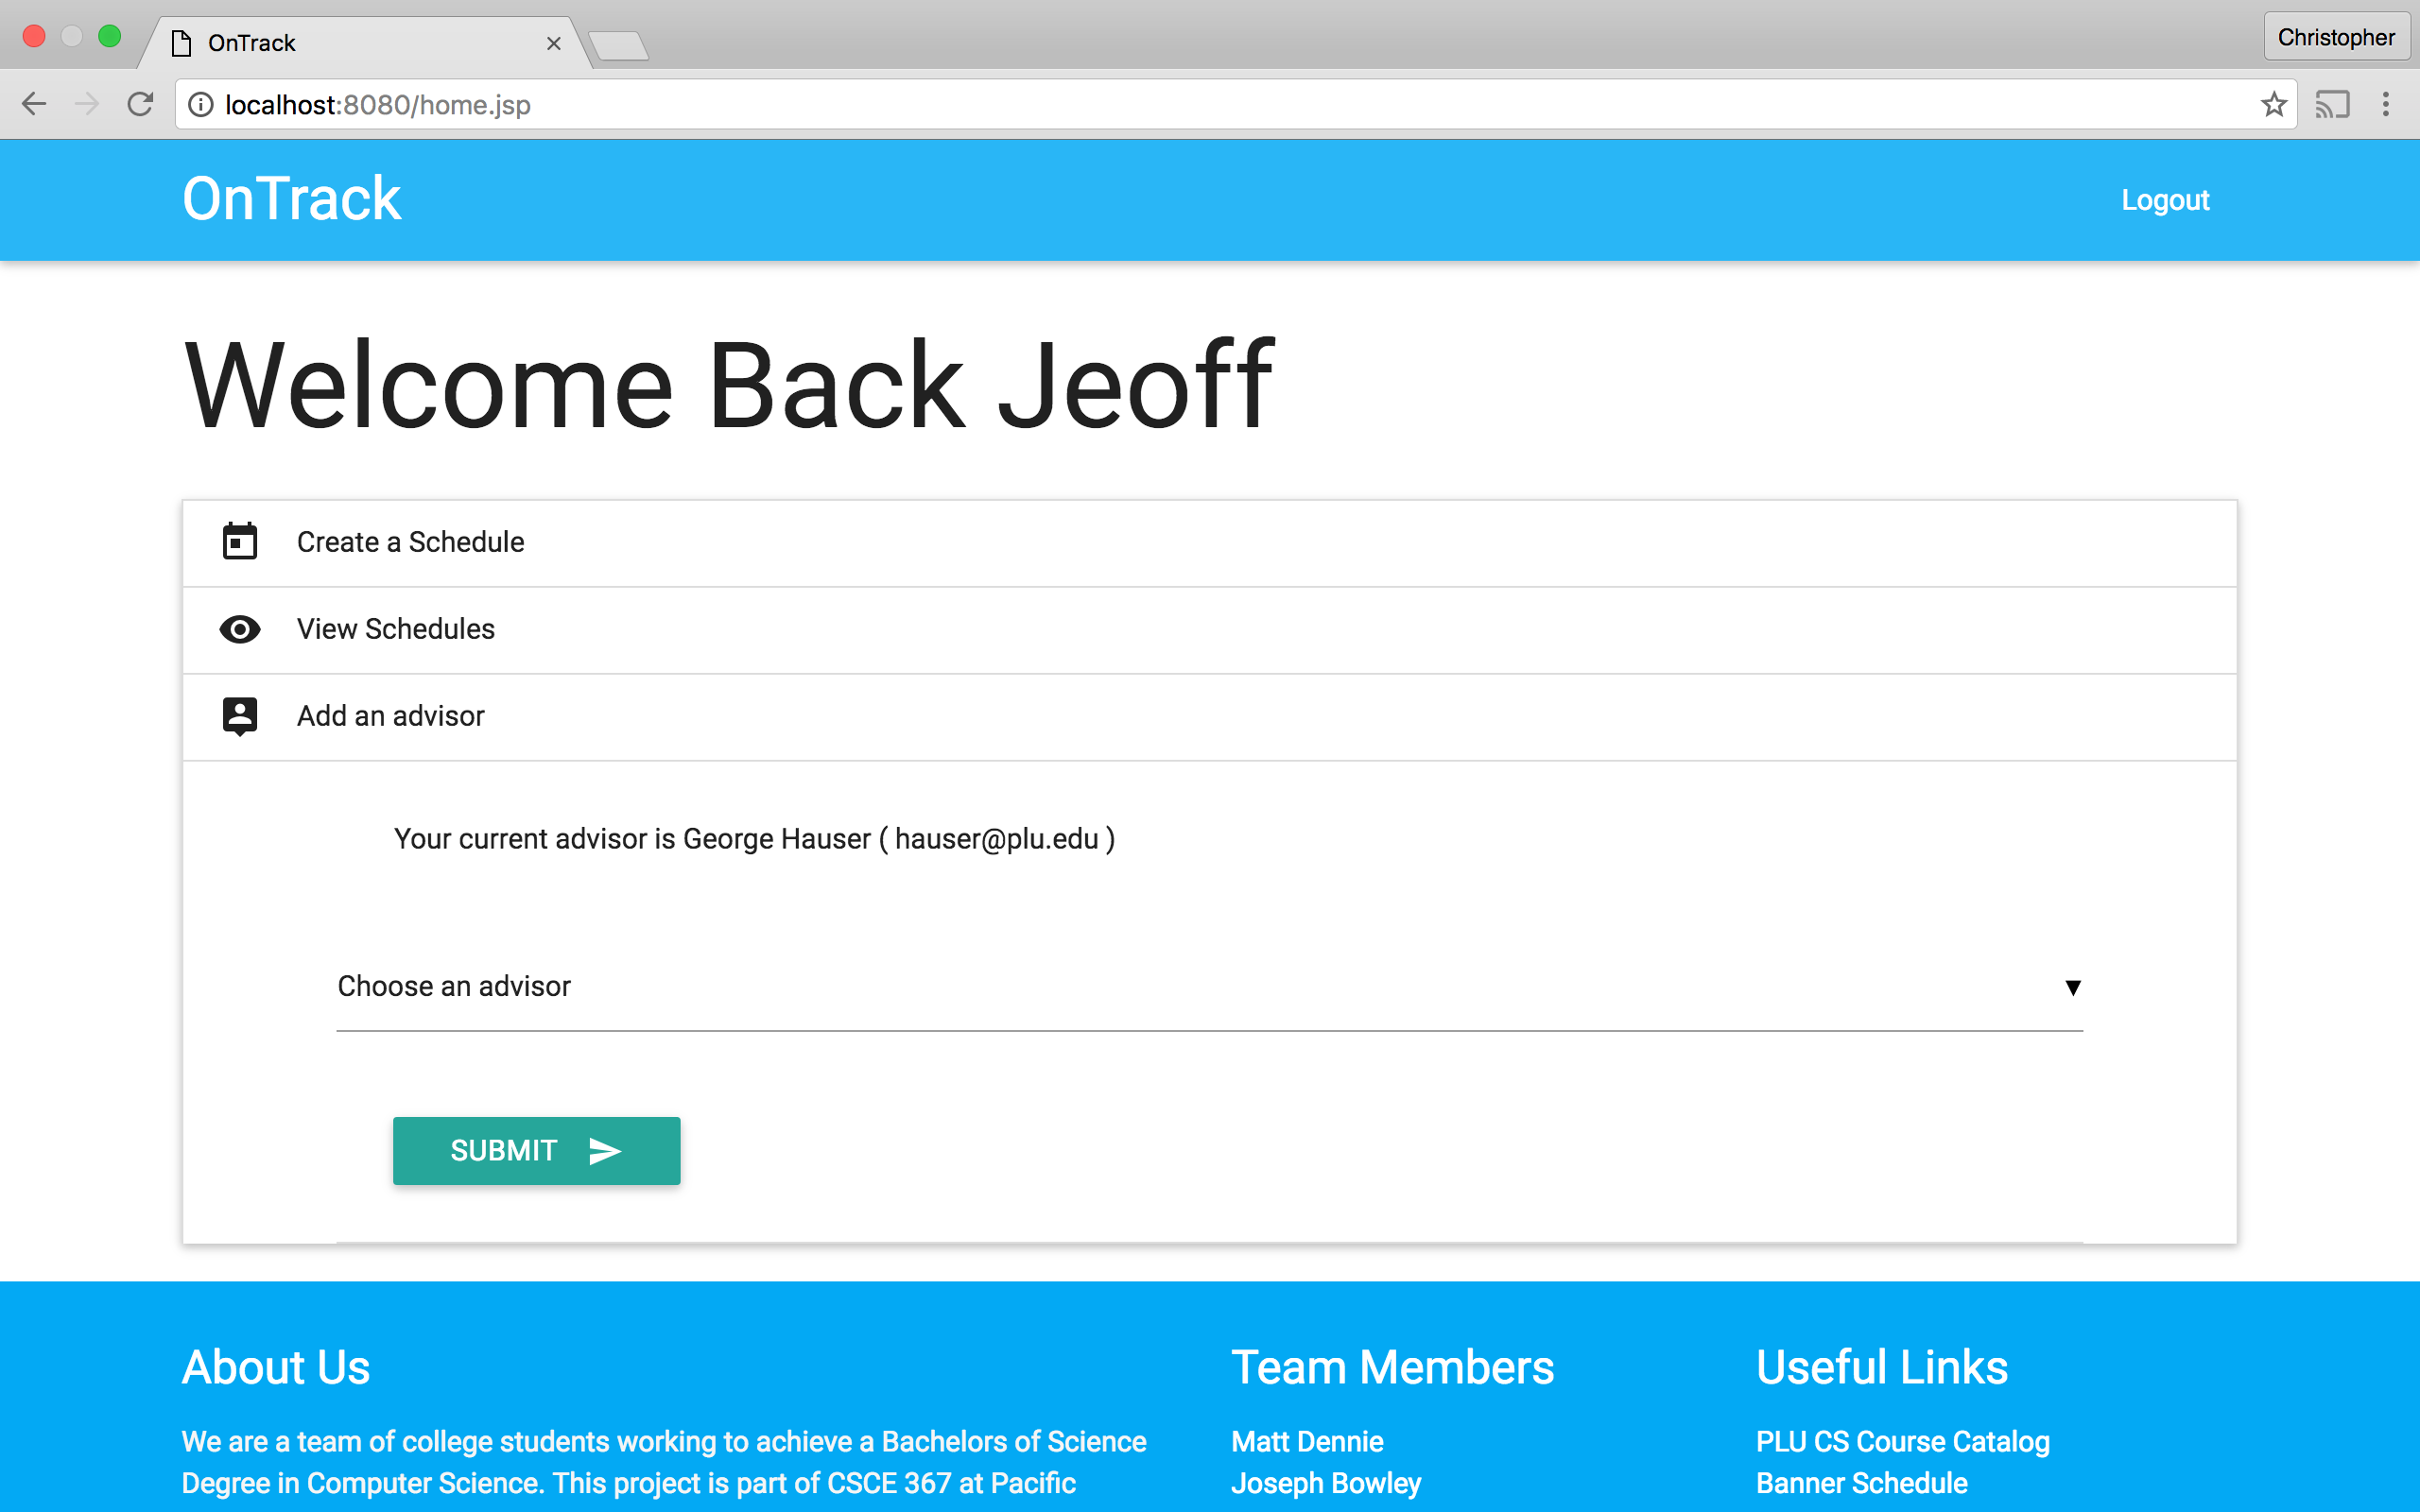 OnTrack
Christopher
localhost:8080/home.jsp
OnTrack
Logout
Welcome Back Jeoff
Create a Schedule
View Schedules
Add an advisor
Your current advisor is George Hauser ( hauser@plu.edu )
Choose an advisor
SUBMIT
About Us
We are a team of college students working to achieve a Bachelors of Science
Degree in Computer Science. This project is part of CSCE 367 at Pacific
Team Members
Matt Dennie
Joseph Bowley
Useful Links
PLU CS Course Catalog
Banner Schedule